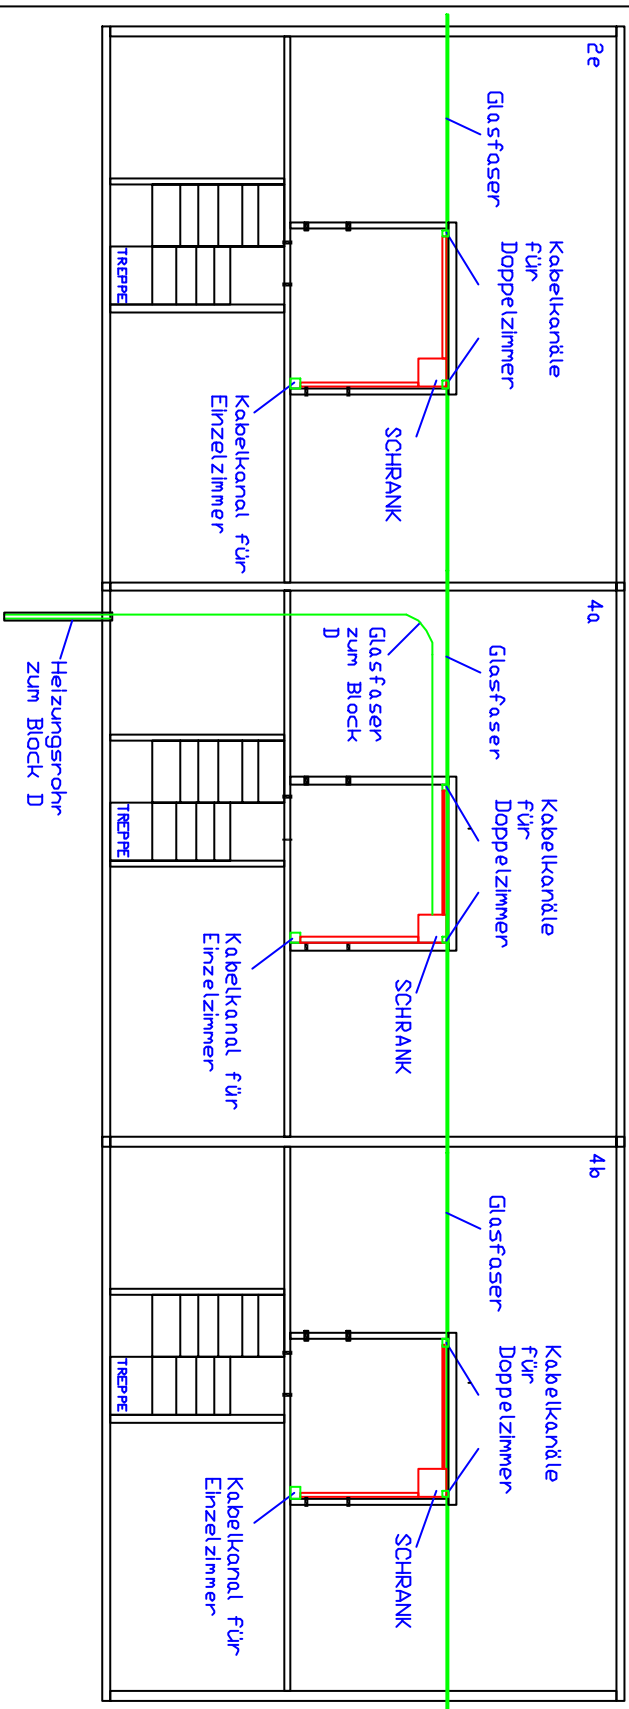 2e
Glasfaser
Kabelkanäle
für
Doppelzimmer
SCHRANK
Kabelkanal für
Einzelzimmer
TREPPE
4a
Glasfaser
Glasfaser
zum Block
D
Kabelkanäle
für
Doppelzimmer
SCHRANK
Kabelkanal für
Einzelzimmer
TREPPE
Heizungsrohr
zum Block D
4b
Glasfaser
Kabelkanäle
für
Doppelzimmer
SCHRANK
Kabelkanal für
Einzelzimmer
TREPPE